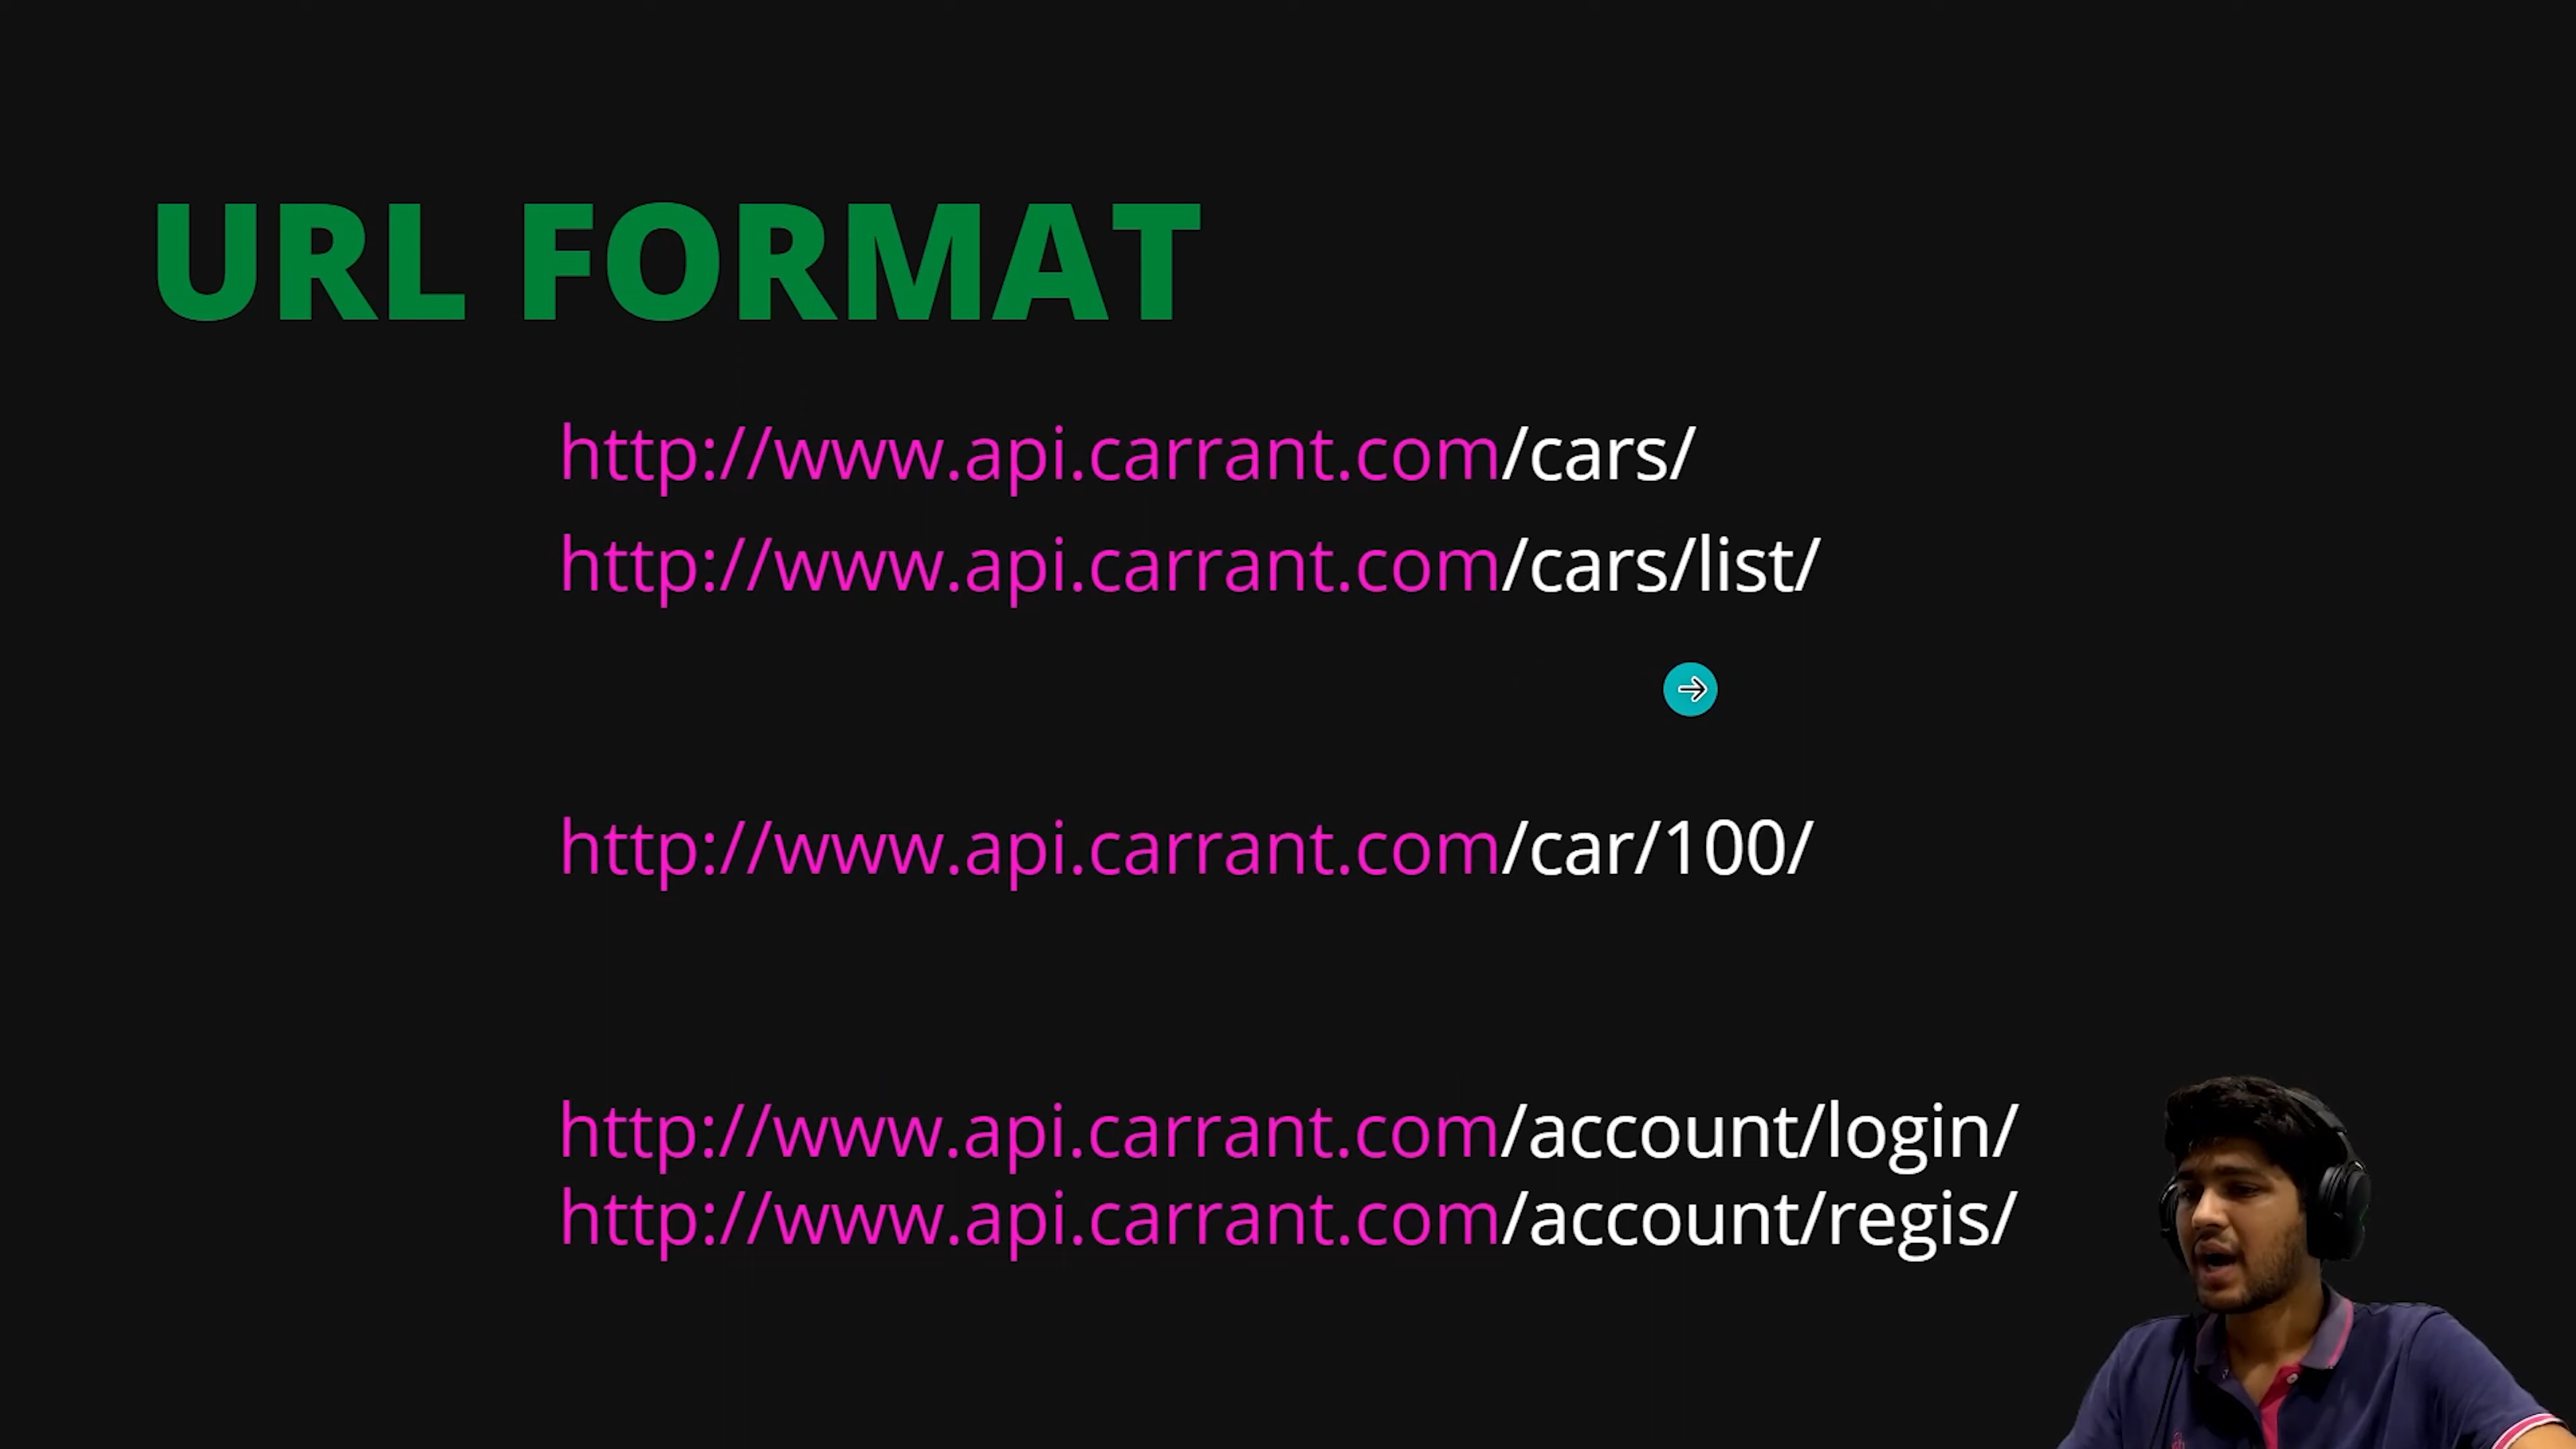 URL FORMAT
http://www.api.carrant.com/cars/
http://www.api.carrant.com/cars/list/
http://www.api.carrant.com/car/100/
http://www.api.carrant.com/account/login/
http://www.api.carrant.com/account/regis/